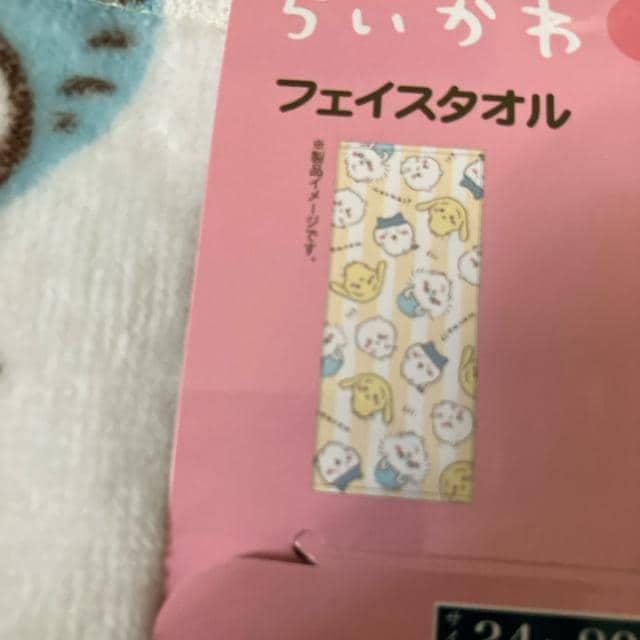 ちいかわ
フェイスタオル
※製品イメージです。